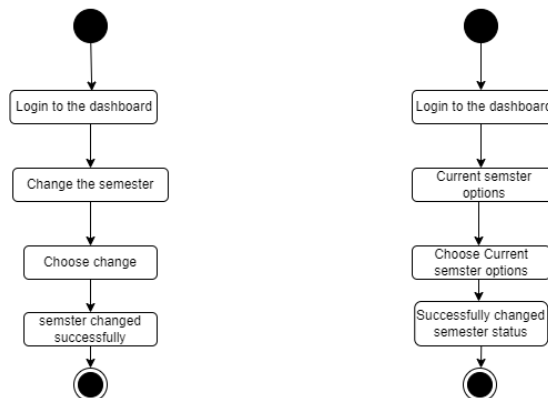 Login to the dashboard
Change the semester
Choose change
semster changed
successfully
Login to the dashboard
Current semster
options
Choose Current
semster options
Successfully changed
semester status